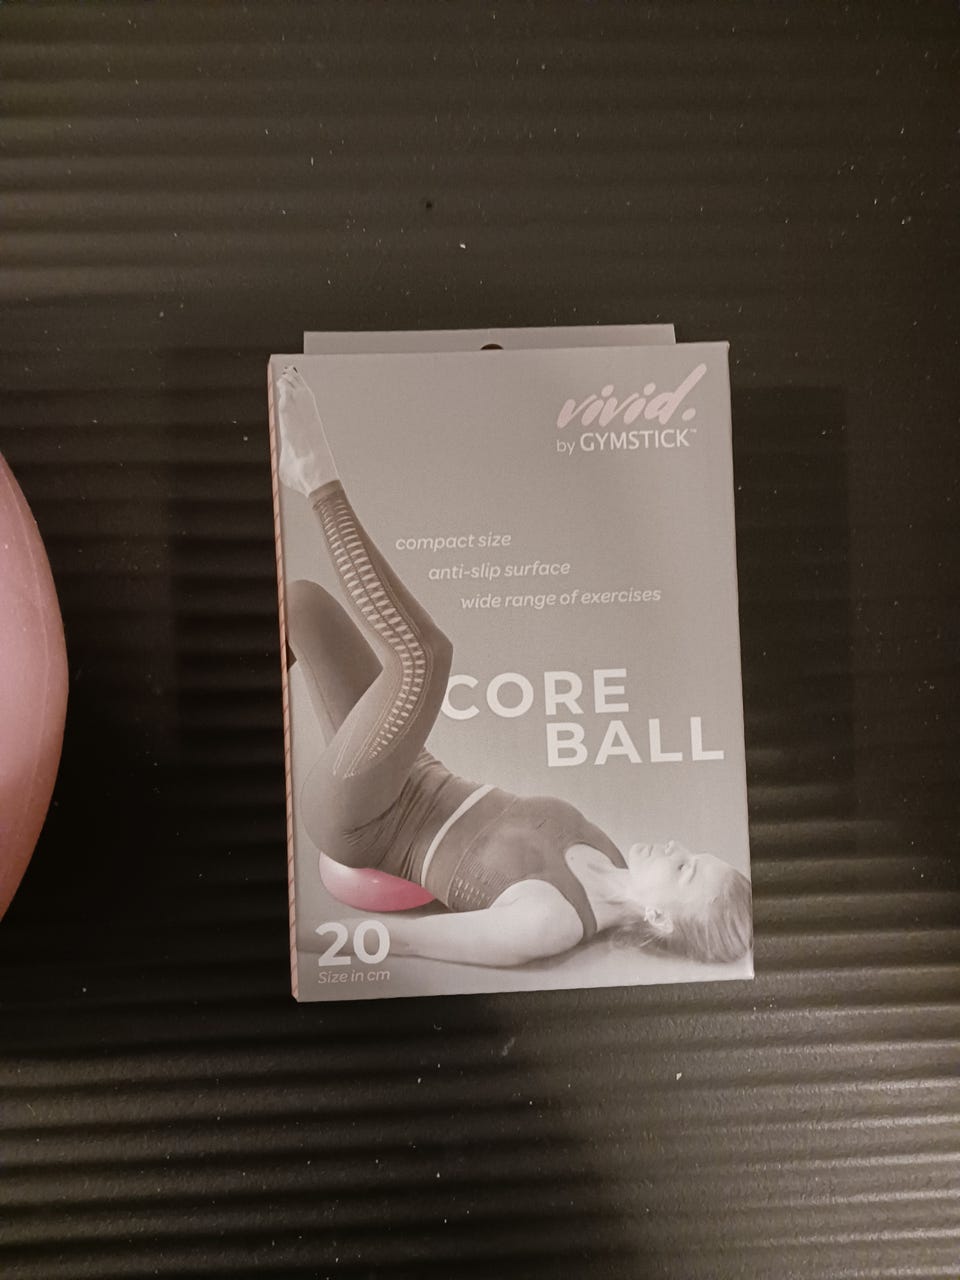 vivid.
by GYMSTICK™
compact size
anti-slip surface
wide range of exercises
CORE
BALL
20
Size in cm